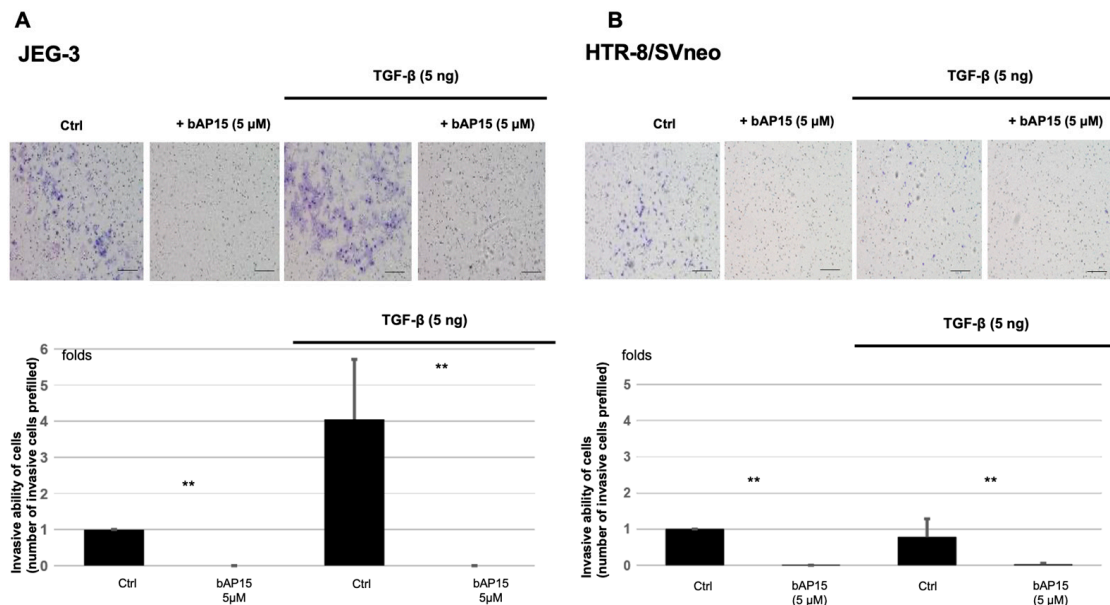 A
JEG-3
TGF-β (5 ng)
Ctrl
+ bAP15 (5 μM)
+ bAP15 (5 μM)
TGF-β (5 ng)
Invasive ability of cells
(number of invasive cells prefilled)
folds
6
5
4
3
2
1
0
**
**
Ctrl
bAP15
5μM
Ctrl
bAP15
5μM
B
HTR-8/SVneo
TGF-β (5 ng)
Ctrl
+ bAP15 (5 μM)
+ bAP15 (5 μM)
TGF-β (5 ng)
Invasive ability of cells
(number of invasive cells prefilled)
folds
5
4
3
2
1
0
**
**
Ctrl
bAP15
(5 μM)
Ctrl
bAP15
(5 μM)